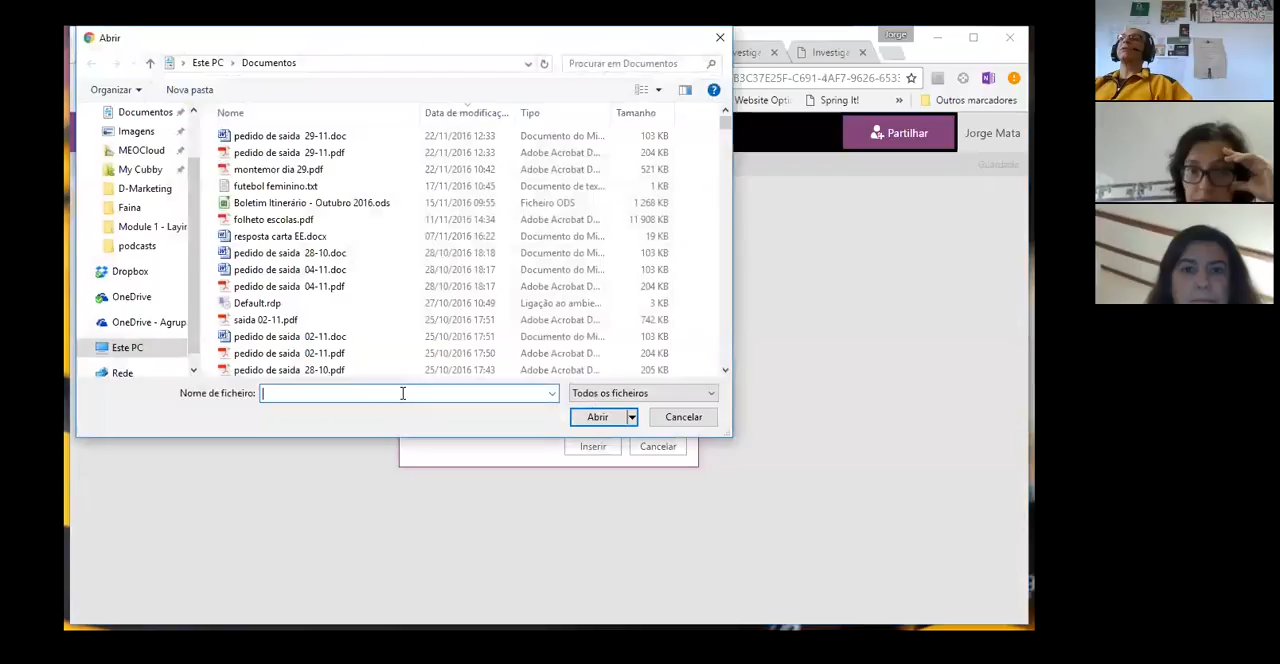 Abrir
Jorge
Este PC > Documentos
Procurar em Documentos
Organizar
Nova pasta
Nome
Data de modificaç...
Tipo
Tamanho
Documentos
Imagens
MEOCloud
My Cubby
D-Marketing
Faina
Module 1 - Layir
podcasts
Dropbox
OneDrive
OneDrive - Agrup
Este PC
Rede
pedido de saida 29-11.doc 22/11/2016 12:33 Documento do Mi... 103 KB
pedido de saida 29-11.pdf 22/11/2016 12:33 Adobe Acrobat D... 204 KB
montemor dia 29.pdf 22/11/2016 10:42 Adobe Acrobat D... 521 KB
futebol feminino.txt 17/11/2016 10:45 Documento de tex... 1 KB
Boletim Itinerário - Outubro 2016.ods 15/11/2016 09:55 Ficheiro ODS 1 268 KB
folheto escolas.pdf 11/11/2016 14:34 Adobe Acrobat D... 11 908 KB
resposta carta EE.docx 07/11/2016 16:22 Documento do Mi... 19 KB
pedido de saida 28-10.doc 28/10/2016 18:18 Documento do Mi... 103 KB
pedido de saida 04-11.doc 28/10/2016 18:17 Documento do Mi... 103 KB
pedido de saida 04-11.pdf 28/10/2016 18:17 Adobe Acrobat D... 204 KB
Default.rdp 27/10/2016 10:49 Ligação ao ambie... 3 KB
saida 02-11.pdf 25/10/2016 17:51 Adobe Acrobat D... 742 KB
pedido de saida 02-11.doc 25/10/2016 17:51 Documento do Mi... 103 KB
pedido de saida 02-11.pdf 25/10/2016 17:50 Adobe Acrobat D... 204 KB
pedido de saida 28-10.pdf 25/10/2016 17:43 Adobe Acrobat D... 205 KB
Nome de ficheiro:
Todos os ficheiros
Abrir
Cancelar
Inserir
Cancelar
vestiga
Investiga
B3C37E25F-C691-4AF7-9626-653
Website Opti
Spring It!
»
Outros marcadores
Partilhar
Jorge Mata
Guardado
SPORTING